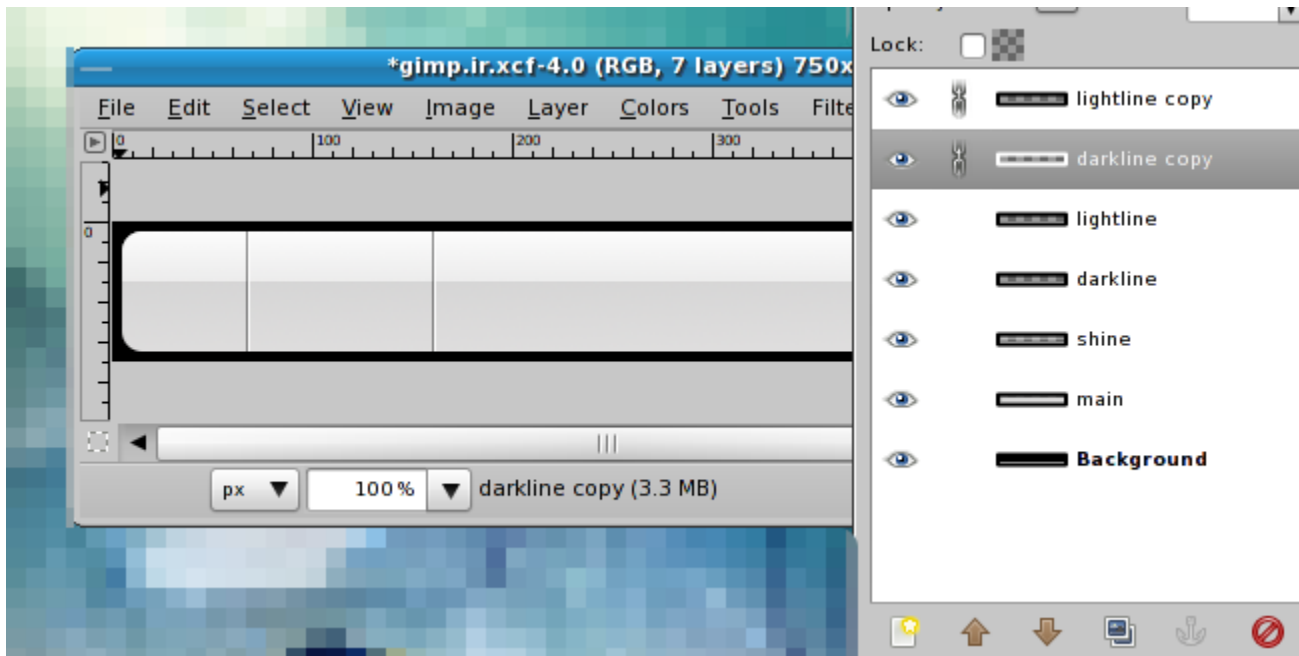 *gimp.ir.xcf-4.0 (RGB, 7 layers) 750x
File Edit Select View Image Layer Colors Tools Filte
0 100 200 300
0
px 100% darkline copy (3.3 MB)
Lock:
lightline copy
darkline copy
lightline
darkline
shine
main
Background